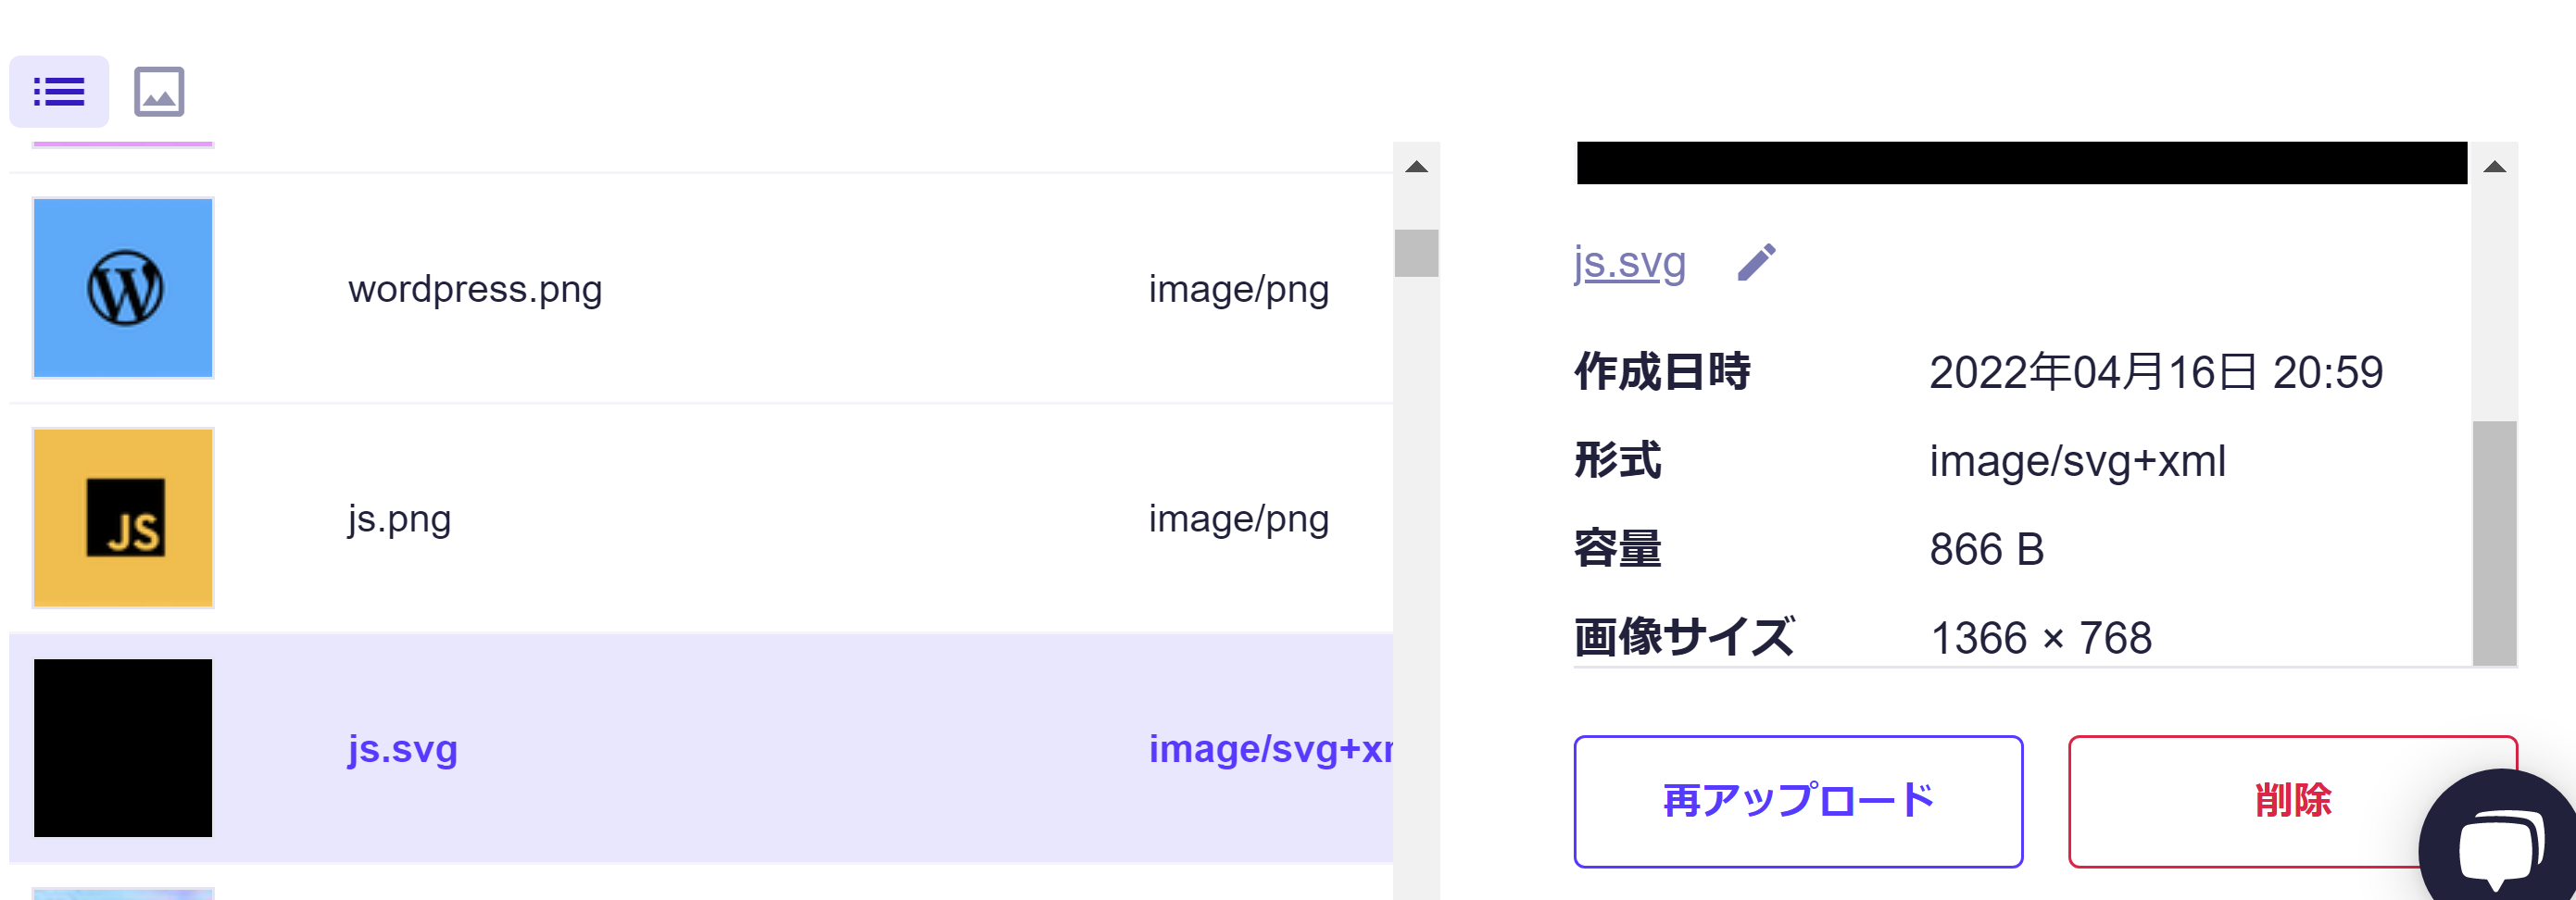 wordpress.png image/png
JS
js.png image/png
js.svg image/svg+x
js.svg
作成日時 2022年04月16日 20:59
形式 image/svg+xml
容量 866 B
画像サイズ 1366 × 768
再アップロード 削除